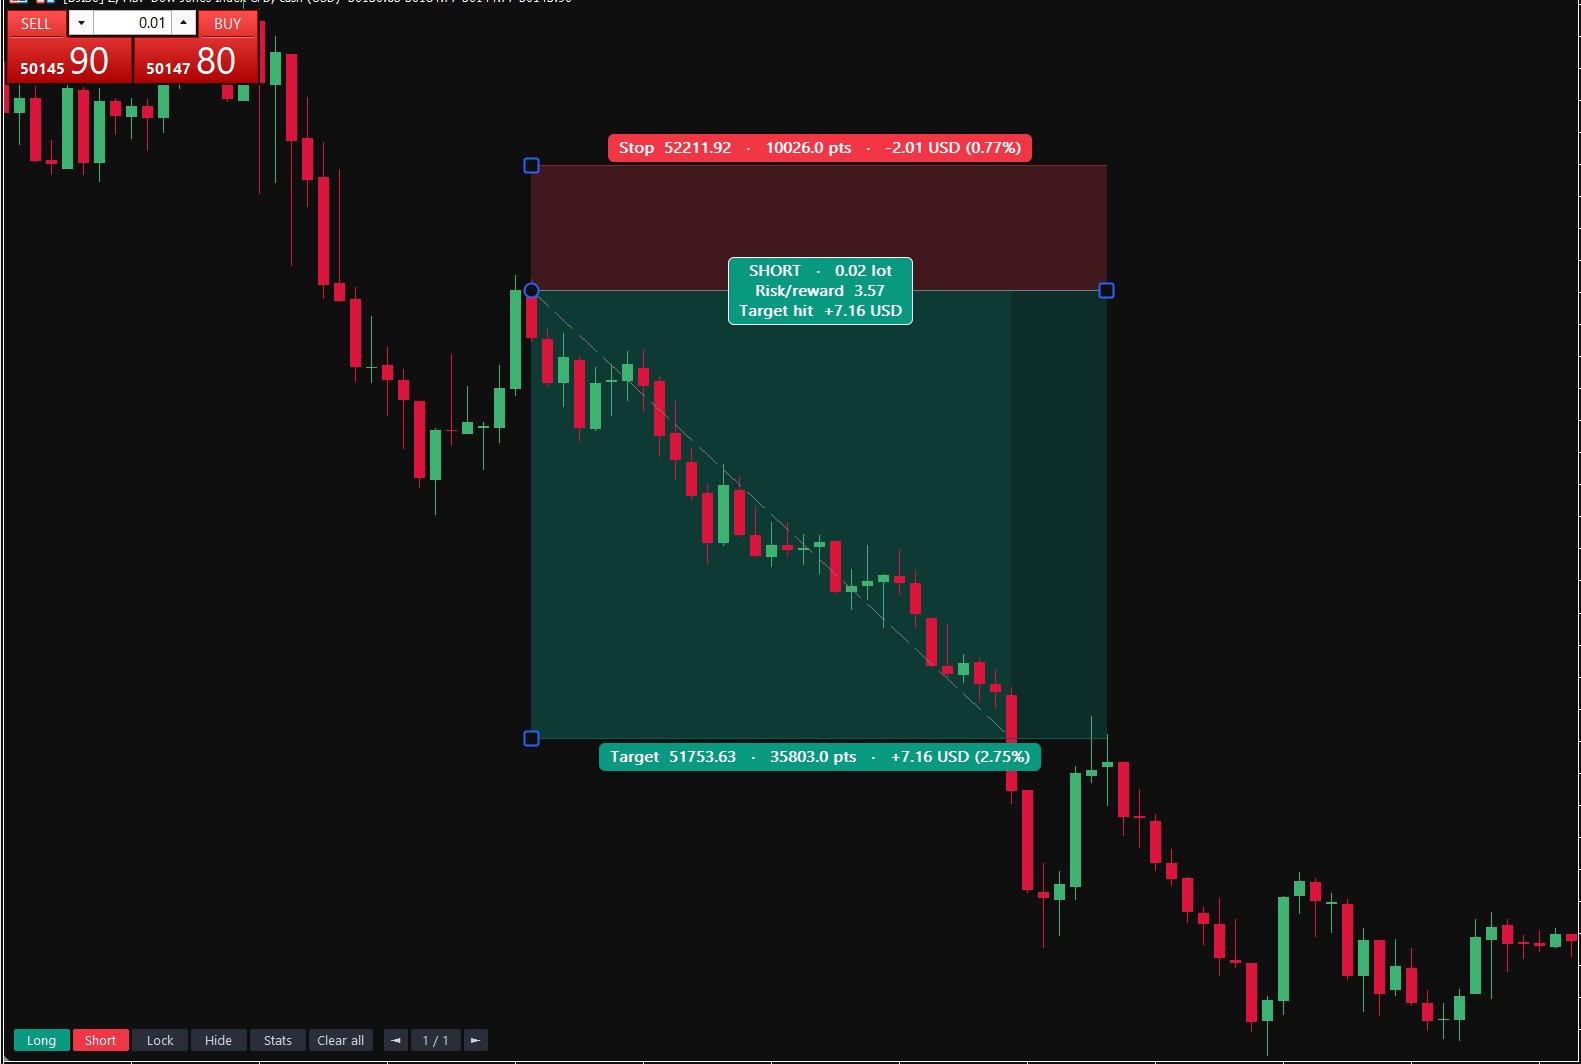 SELL
0.01
BUY
50145 90
50147 80
Stop 52211.92 · 10026.0 pts · -2.01 USD (0.77%)
SHORT · 0.02 lot
Risk/reward 3.57
Target hit +7.16 USD
Target 51753.63 · 35803.0 pts · +7.16 USD (2.75%)
Long
Short
Lock
Hide
Stats
Clear all
1 / 1